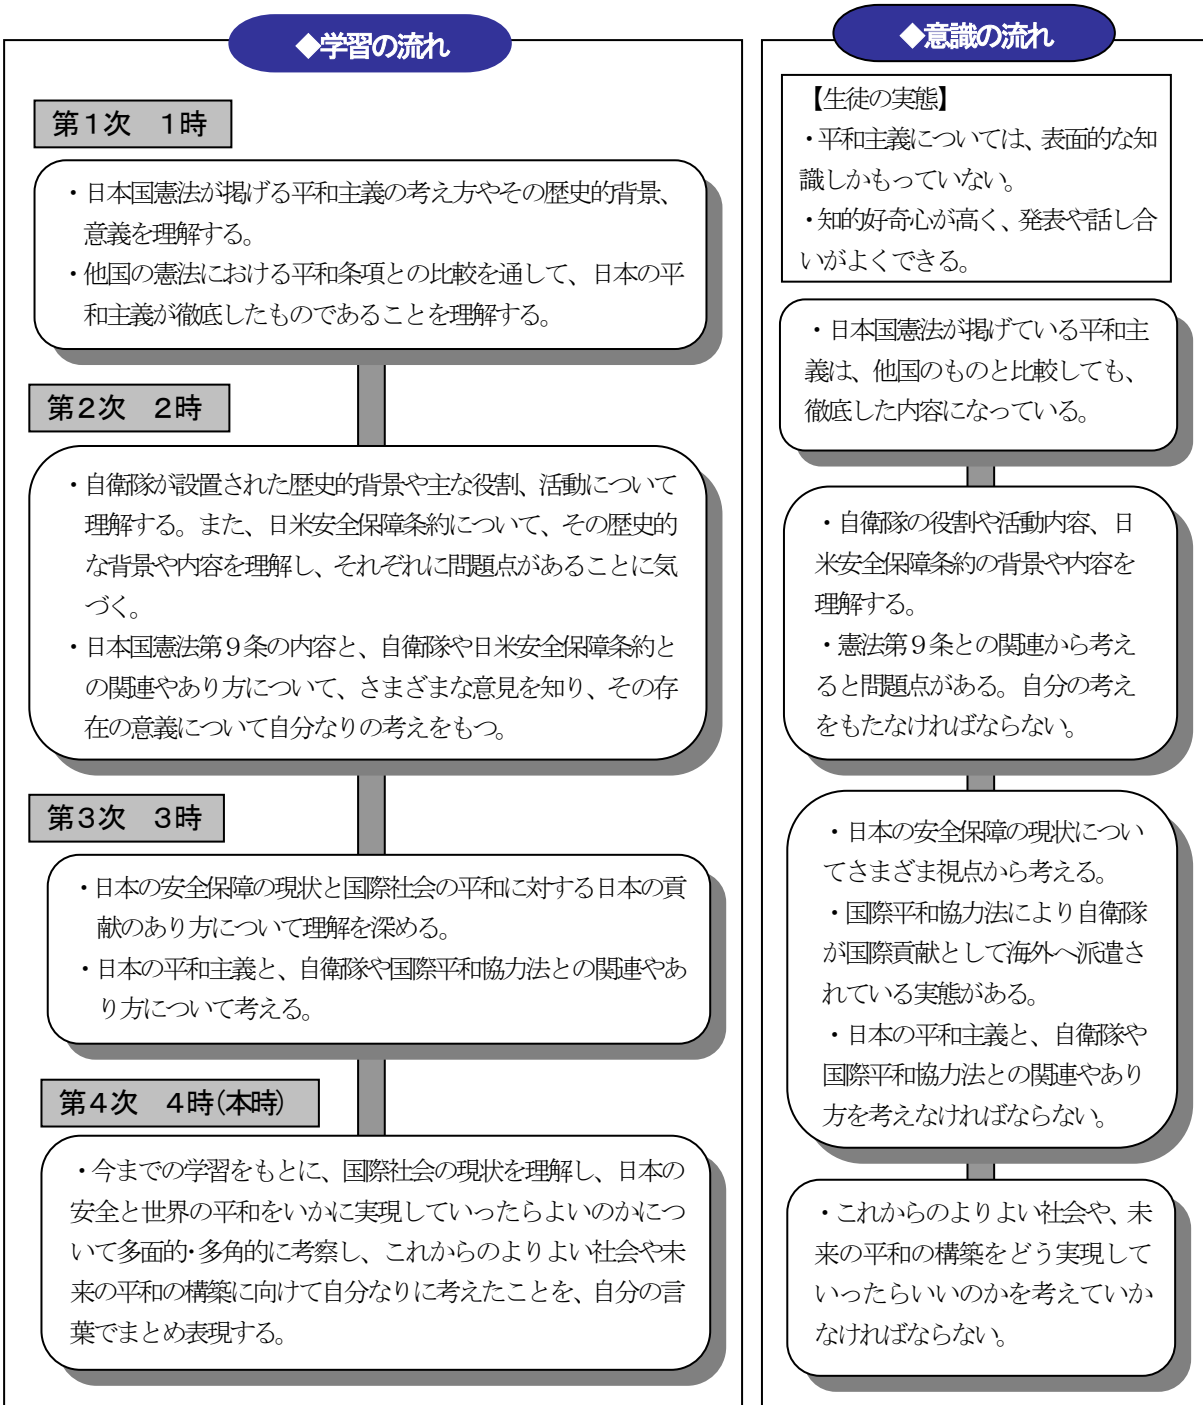 ◆学習の流れ
第1次　1時
・日本国憲法が掲げる平和主義の考え方やその歴史的背景、
意義を理解する。
・他国の憲法における平和条項との比較を通して、日本の平
和主義が徹底したものであることを理解する。
第2次　2時
・自衛隊が設置された歴史的背景や主な役割、活動について
理解する。また、日米安全保障条約について、その歴史的
な背景や内容を理解し、それぞれに問題点があることに気
づく。
・日本国憲法第9条の内容と、自衛隊や日米安全保障条約と
の関連やあり方について、さまざまな意見を知り、その存
在の意義について自分なりの考えをもつ。
第3次　3時
・日本の安全保障の現状と国際社会の平和に対する日本の貢
献のあり方について理解を深める。
・日本の平和主義と、自衛隊や国際平和協力法との関連やあ
り方について考える。
第4次　4時(本時)
・今までの学習をもとに、国際社会の現状を理解し、日本の
安全と世界の平和をいかに実現していったらよいのかにつ
いて多面的・多角的に考察し、これからのよりよい社会や未
来の平和の構築に向けて自分なりに考えたことを、自分の言
葉でまとめ表現する。
◆意識の流れ
【生徒の実態】
・平和主義については、表面的な知
識しかもっていない。
・知的好奇心が高く、発表や話し合
いがよくできる。
・日本国憲法が掲げている平和主
義は、他国のものと比較しても、
徹底した内容になっている。
・自衛隊の役割や活動内容、日
米安全保障条約の背景や内容を
理解する。
・憲法第9条との関連から考え
ると問題点がある。自分の考え
をもたなければならない。
・日本の安全保障の現状につい
てさまざま視点から考える。
・国際平和協力法により自衛隊
が国際貢献として海外へ派遣さ
れている実態がある。
・日本の平和主義と、自衛隊や
国際平和協力法との関連やあり
方を考えなければならない。
・これからのよりよい社会や、未
来の平和の構築をどう実現して
いったらいいのかを考えていか
なければならない。